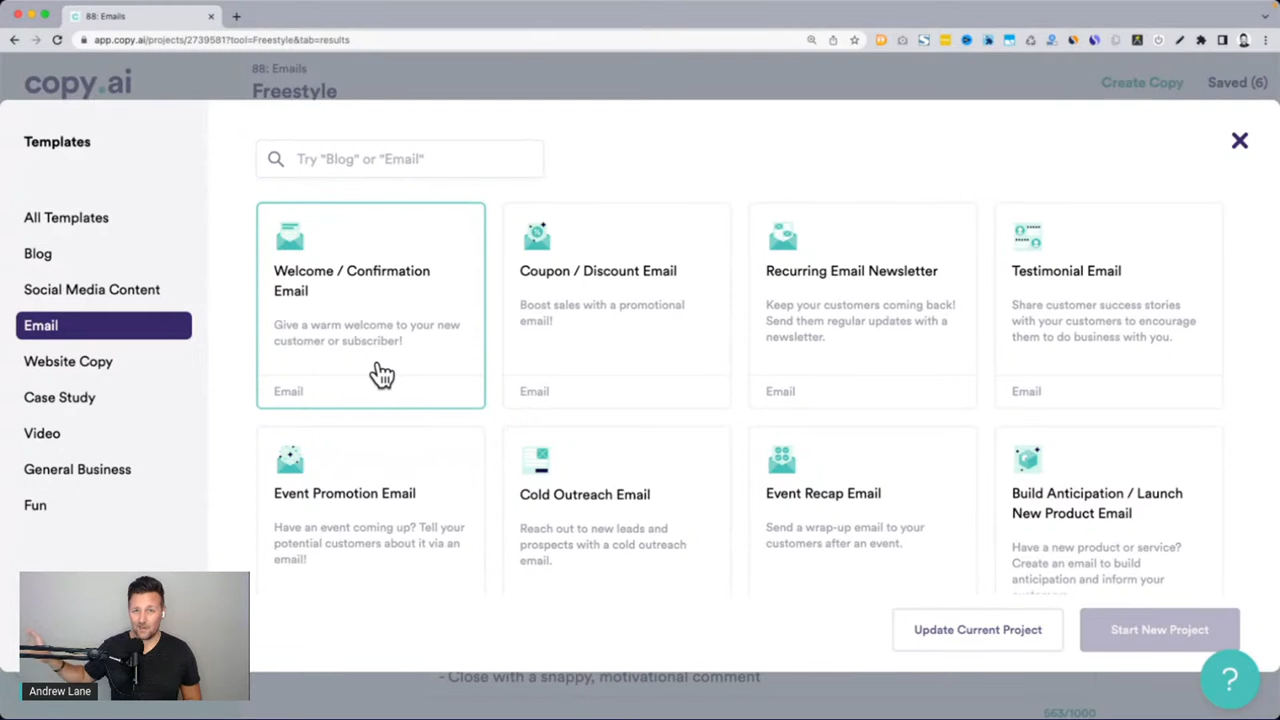 88: Emails
app.copy.ai/projects/2739581?tool=Freestyle&tab=results
copy.ai
88: Emails
Freestyle
Create Copy
Saved (6)
Templates
Try "Blog" or "Email"
All Templates
Blog
Social Media Content
Email
Website Copy
Case Study
Video
General Business
Fun
Welcome / Confirmation
Email
Give a warm welcome to your new
customer or subscriber!
Email
Coupon / Discount Email
Boost sales with a promotional
email!
Email
Recurring Email Newsletter
Keep your customers coming back!
Send them regular updates with a
newsletter.
Email
Testimonial Email
Share customer success stories
with your customers to encourage
them to do business with you.
Email
Event Promotion Email
Have an event coming up? Tell your
potential customers about it via an
email!
Cold Outreach Email
Reach out to new leads and
prospects with a cold outreach
email.
Event Recap Email
Send a wrap-up email to your
customers after an event.
Build Anticipation / Launch
New Product Email
Have a new product or service?
Create an email to build
anticipation and inform your
Update Current Project
Start New Project
- Close with a snappy, motivational comment
563/1000
?
Andrew Lane